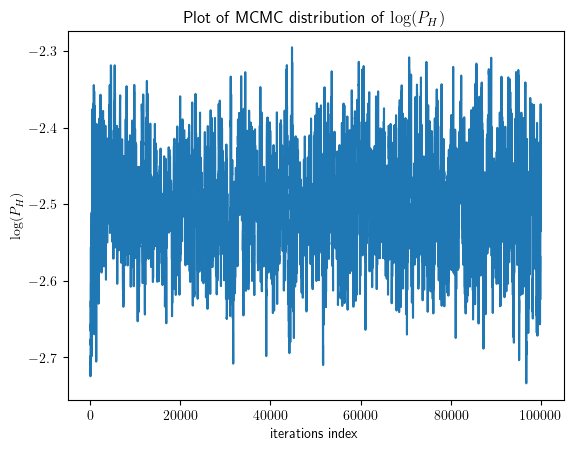 Plot of MCMC distribution of log(P_H)
−2.3
−2.4
−2.5
−2.6
−2.7
log(P_H)
0 20000 40000 60000 80000 100000
iterations index